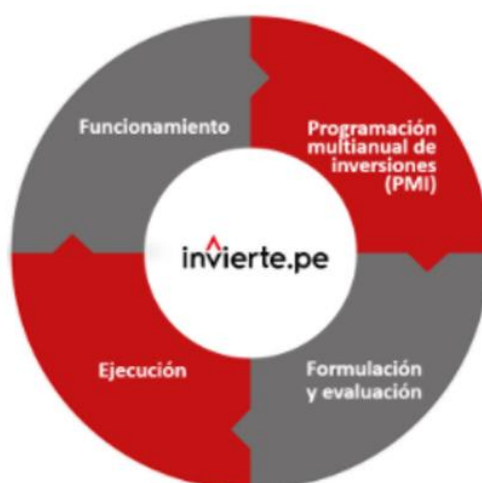 Funcionamiento
Programación
multianual de
inversiones
(PMI)
invierte.pe
Ejecución
Formulación
y evaluación